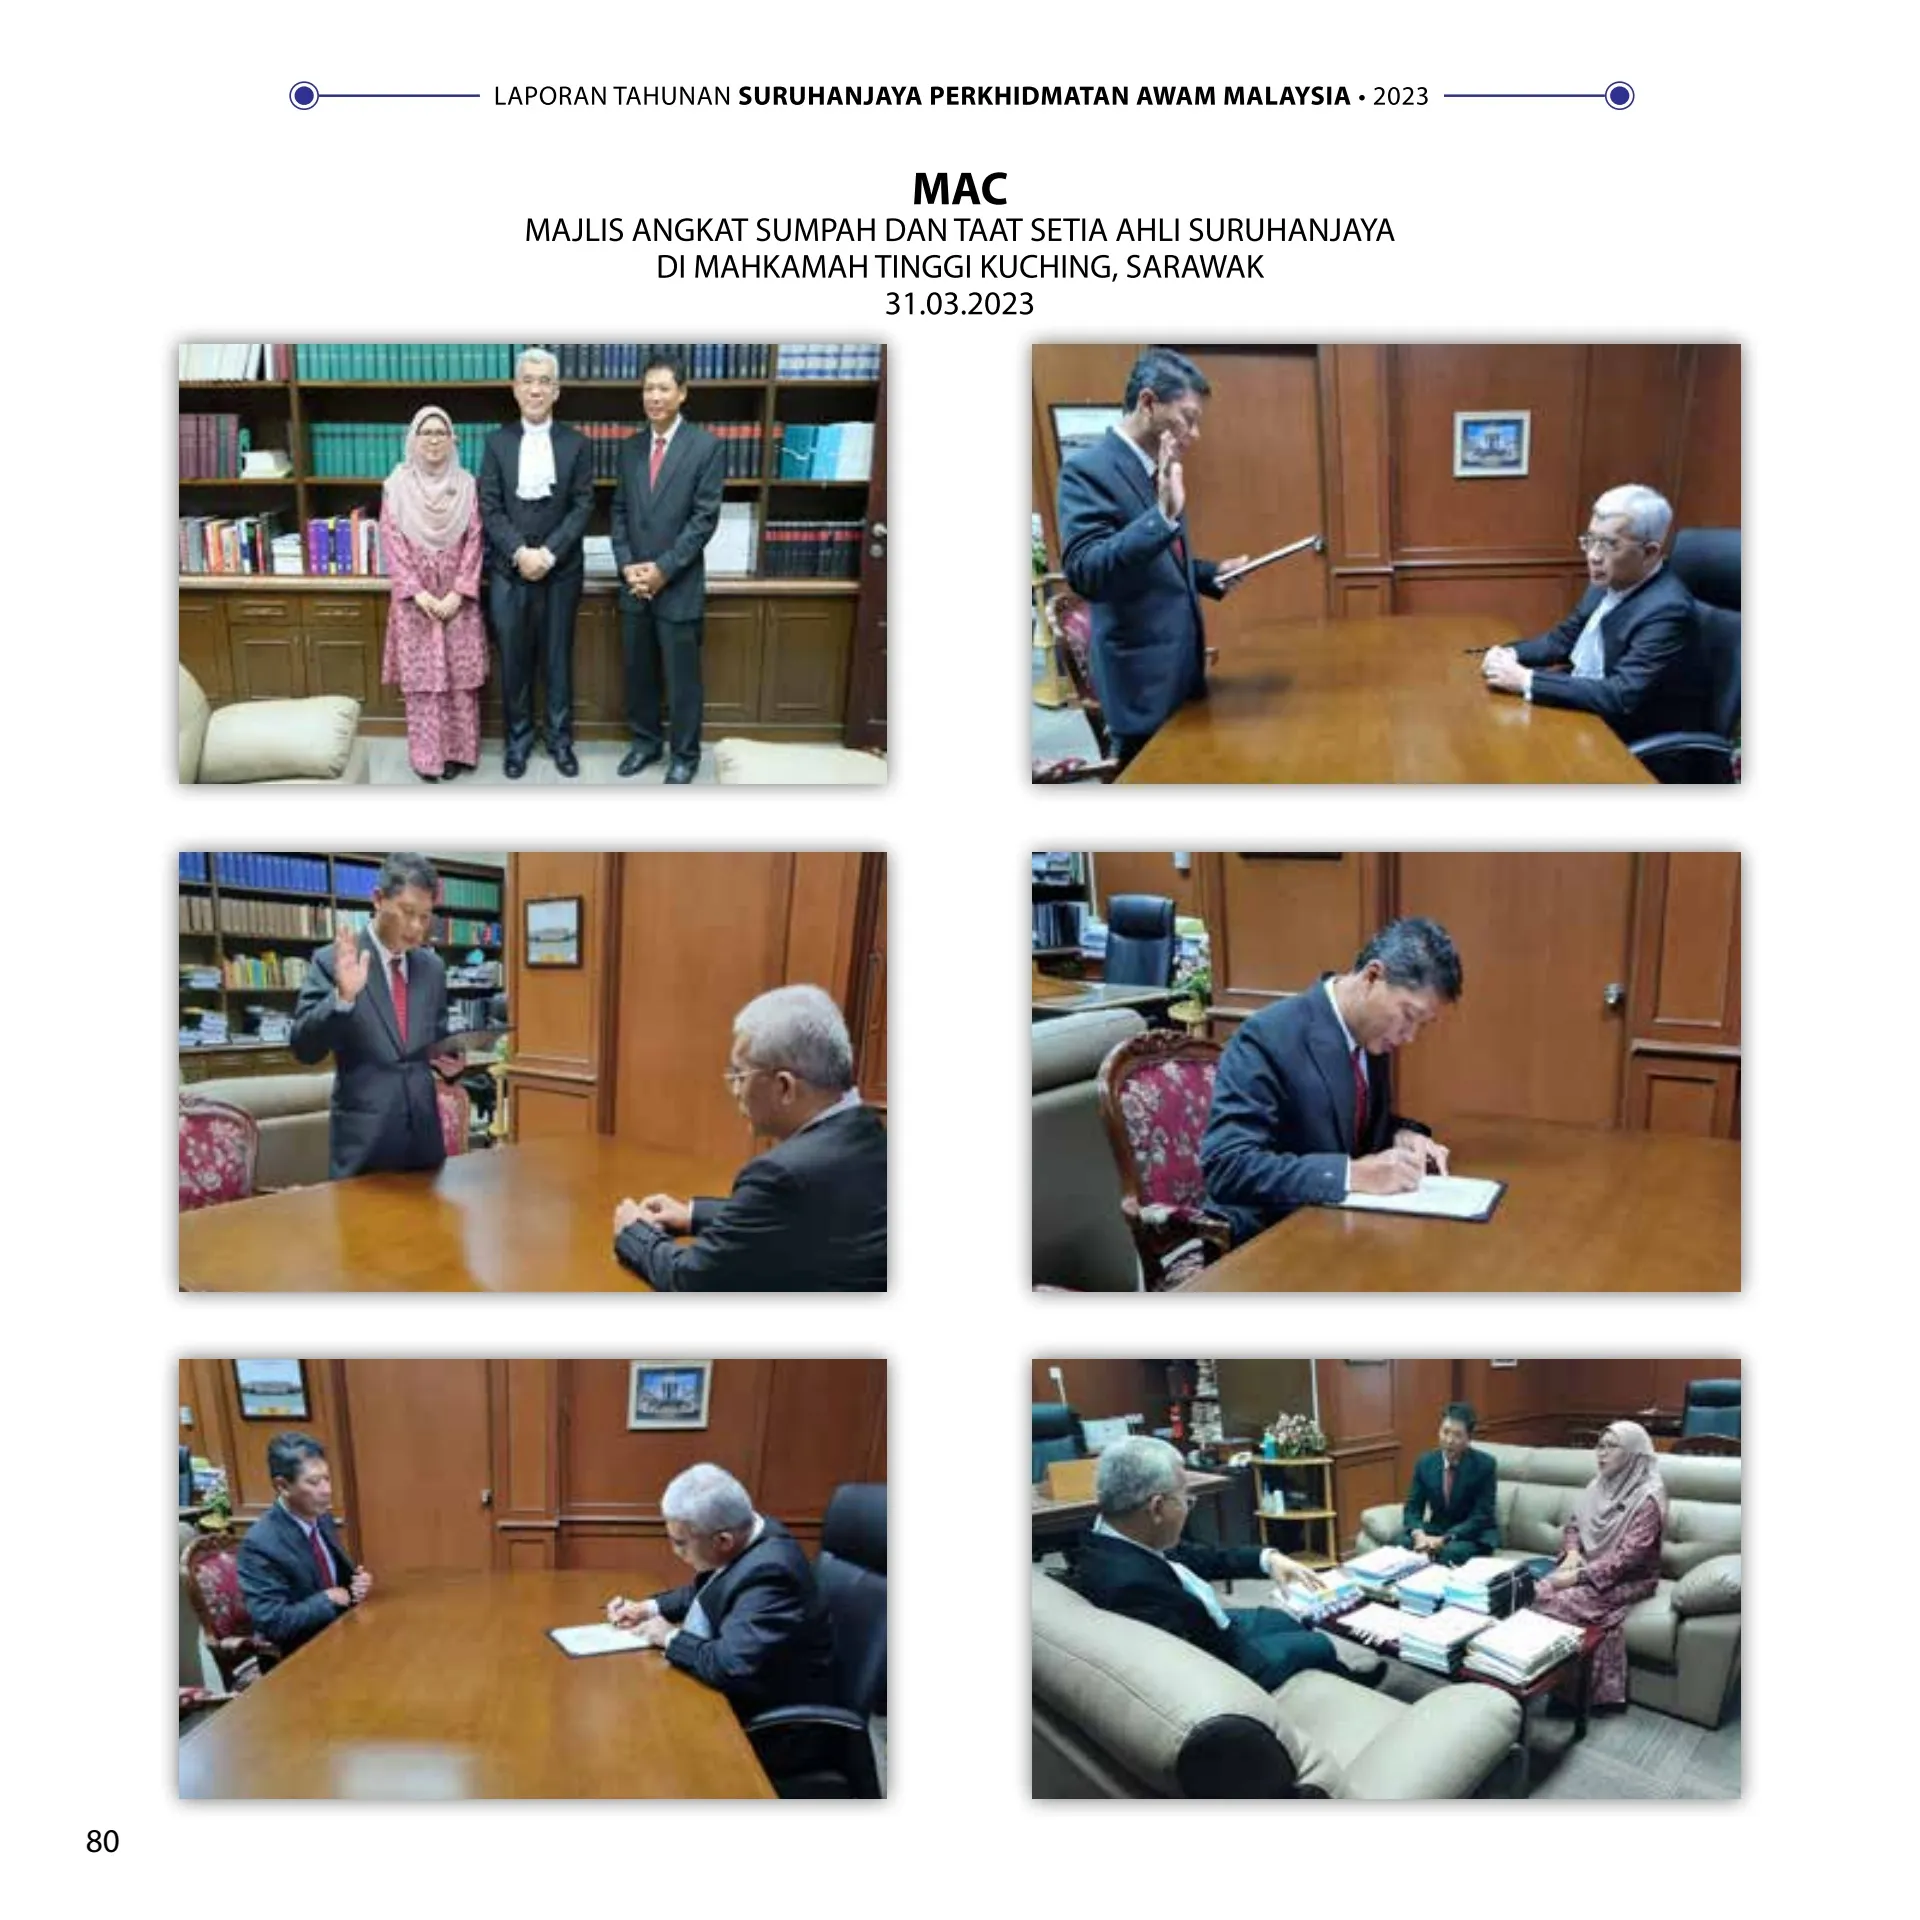 LAPORAN TAHUNAN SURUHANJAYA PERKHIDMATAN AWAM MALAYSIA • 2023
MAC
MAJLIS ANGKAT SUMPAH DAN TAAT SETIA AHLI SURUHANJAYA
DI MAHKAMAH TINGGI KUCHING, SARAWAK
31.03.2023
80